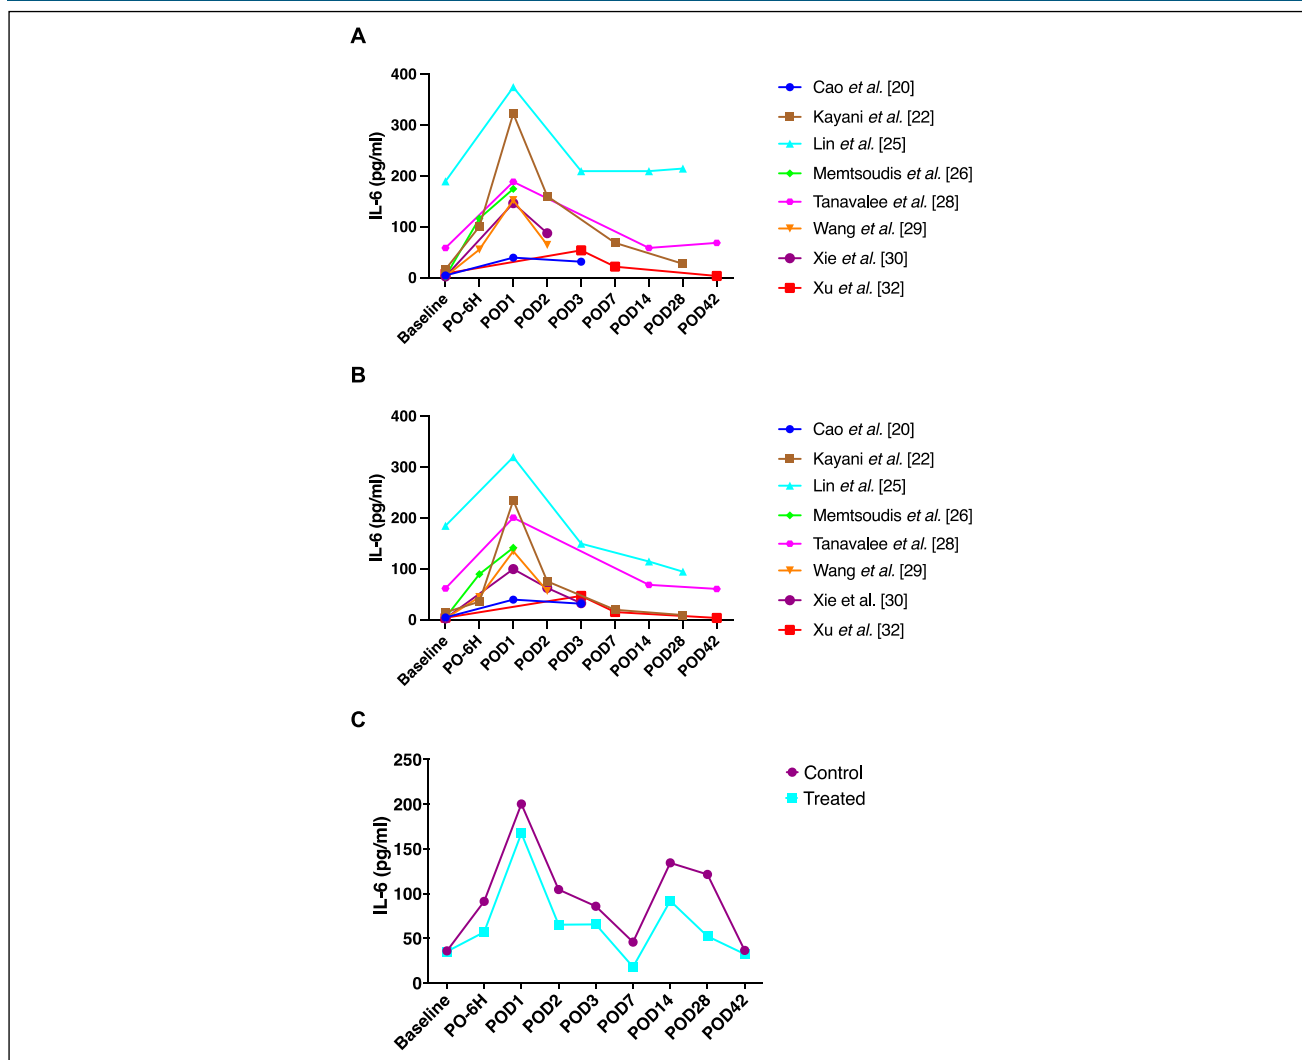 A
400
300
200
100
0
IL-6 (pg/ml)
Baseline
PO-6H
POD1
POD2
POD3
POD7
POD14
POD28
POD42
Cao et al. [20]
Kayani et al. [22]
Lin et al. [25]
Memtsoudis et al. [26]
Tanavalee et al. [28]
Wang et al. [29]
Xie et al. [30]
Xu et al. [32]
B
400
300
200
100
0
IL-6 (pg/ml)
Baseline
PO-6H
POD1
POD2
POD3
POD7
POD14
POD28
POD42
Cao et al. [20]
Kayani et al. [22]
Lin et al. [25]
Memtsoudis et al. [26]
Tanavalee et al. [28]
Wang et al. [29]
Xie et al. [30]
Xu et al. [32]
C
250
200
150
100
50
0
IL-6 (pg/ml)
Baseline
PO-6H
POD1
POD2
POD3
POD7
POD14
POD28
POD42
Control
Treated